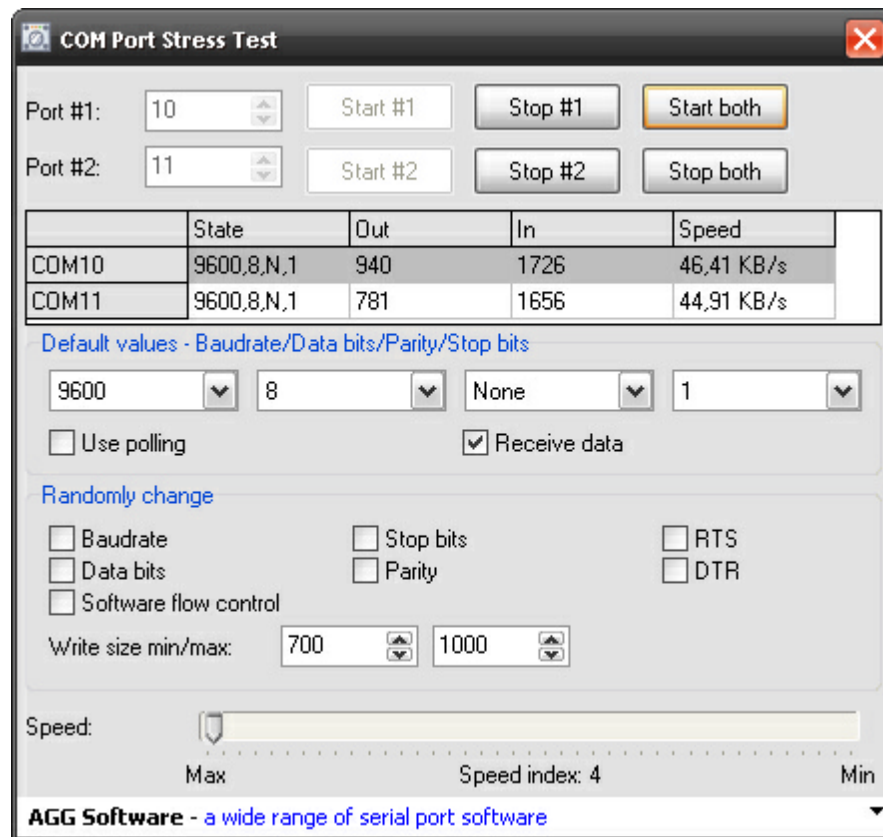 COM Port Stress Test
Port #1: 10 Start #1 Stop #1 Start both
Port #2: 11 Start #2 Stop #2 Stop both
State Out In Speed
COM10 9600,8,N,1 940 1726 46,41 KB/s
COM11 9600,8,N,1 781 1656 44,91 KB/s
Default values - Baudrate/Data bits/Parity/Stop bits
9600 8 None 1
Use polling Receive data
Randomly change
Baudrate Stop bits RTS
Data bits Parity DTR
Software flow control
Write size min/max: 700 1000
Speed:
Max Speed index: 4 Min
AGG Software - a wide range of serial port software